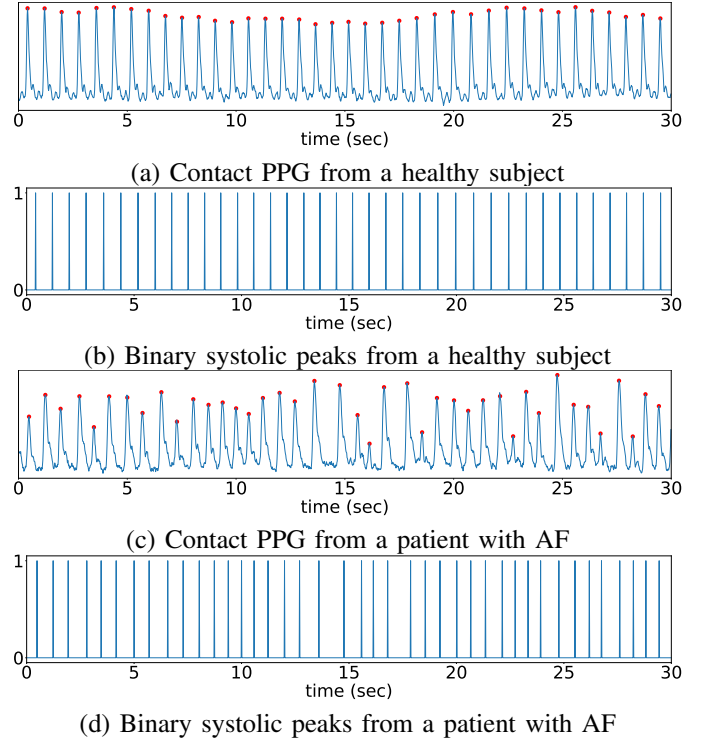 0 5 10 15 20 25 30
time (sec)
(a) Contact PPG from a healthy subject
1
0
0 5 10 15 20 25 30
time (sec)
(b) Binary systolic peaks from a healthy subject
0 5 10 15 20 25 30
time (sec)
(c) Contact PPG from a patient with AF
1
0
0 5 10 15 20 25 30
time (sec)
(d) Binary systolic peaks from a patient with AF